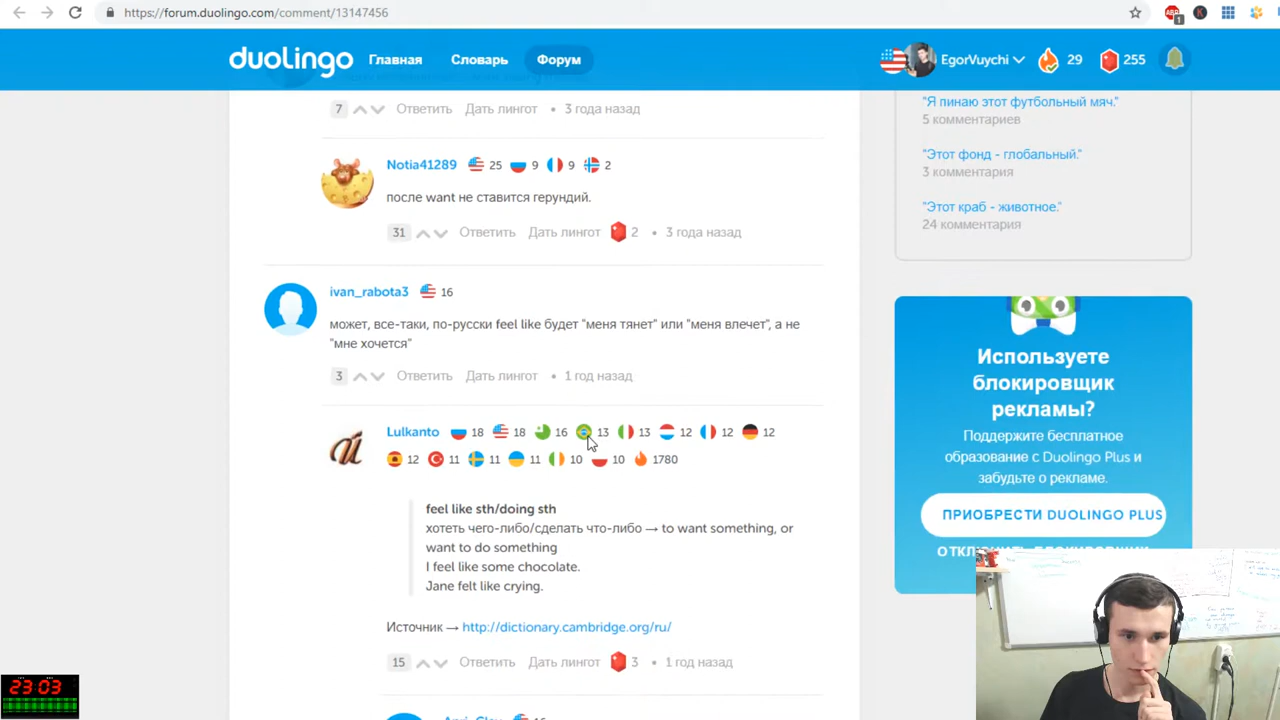 https://forum.duolingo.com/comment/13147456
ABP
1
K
duolingo
Главная
Словарь
Форум
EgorVuychi
29
255
7
Ответить
Дать лингот
• 3 года назад
Notia41289
25
9
9
2
после want не ставится герундий.
31
Ответить
Дать лингот
2
• 3 года назад
ivan_rabota3
16
может, все-таки, по-русски feel like будет "меня тянет" или "меня влечет", а не
"мне хочется"
3
Ответить
Дать лингот
• 1 год назад
Lulkanto
18
18
16
13
13
12
12
12
12
11
11
11
10
10
1780
feel like sth/doing sth
хотеть чего-либо/сделать что-либо → to want something, or
want to do something
I feel like some chocolate.
Jane felt like crying.
Источник → http://dictionary.cambridge.org/ru/
15
Ответить
Дать лингот
3
• 1 год назад
"Я пинаю этот футбольный мяч."
5 комментариев
"Этот фонд - глобальный."
3 комментария
"Этот краб - животное."
24 комментария
Используете
блокировщик
рекламы?
Поддержите бесплатное
образование с Duolingo Plus и
забудьте о рекламе.
ПРИОБРЕСТИ DUOLINGO PLUS
23:03